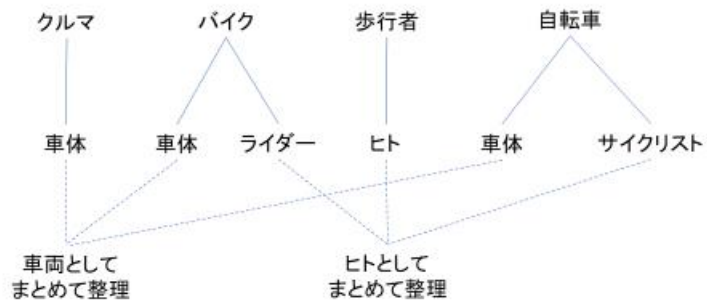 クルマ バイク 歩行者 自転車
車体 車体 ライダー ヒト 車体 サイクリスト
車両として ヒトとして
まとめて整理 まとめて整理